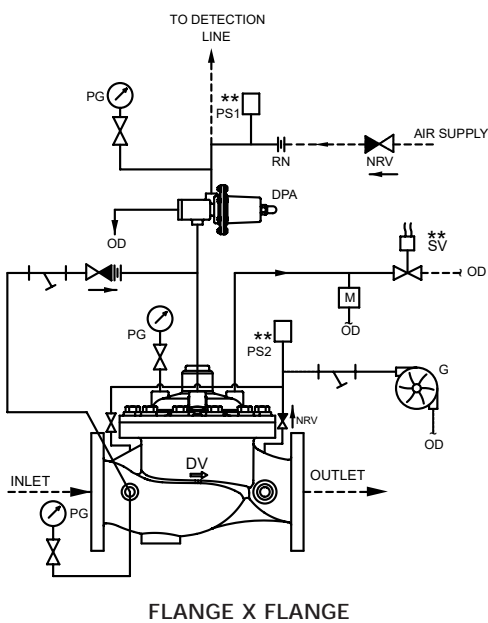 TO DETECTION
LINE
PG
**
PS1
AIR SUPPLY
RN
NRV
DPA
OD
**
SV
OD
M
OD
PG
**
PS2
G
NRV
OD
DV
INLET
OUTLET
PG
FLANGE X FLANGE